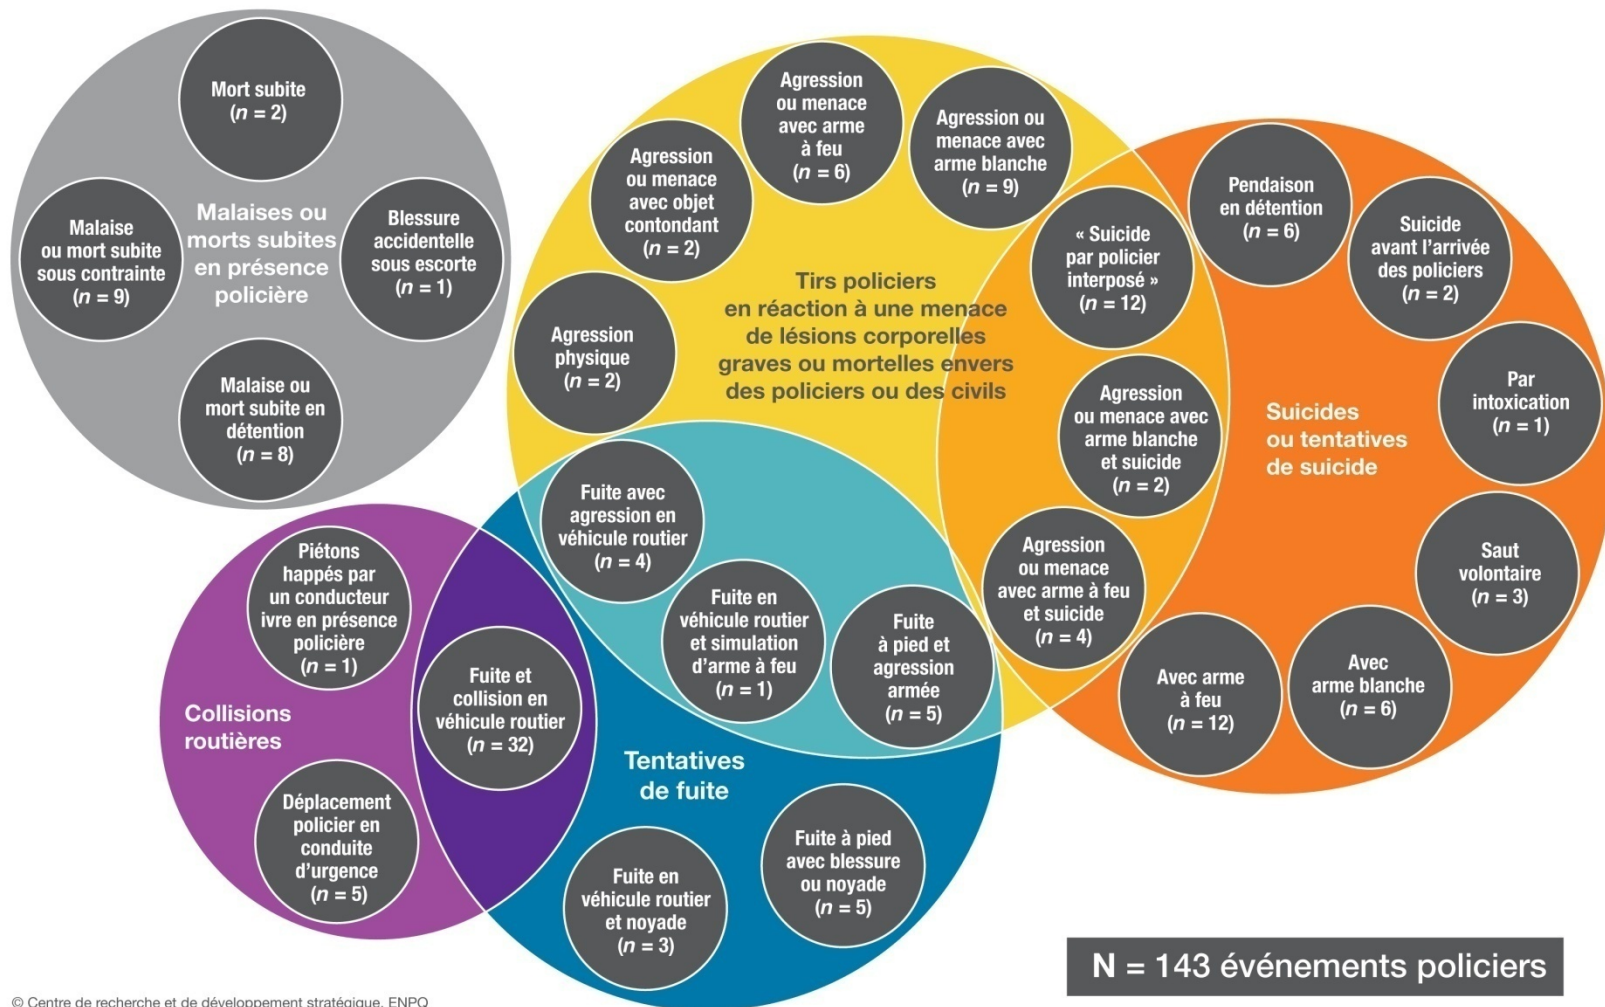 Mort subite
(n = 2)
Malaise
ou mort subite
sous contrainte
(n = 9)
Malaises ou
morts subites
en présence
policière
Blessure
accidentelle
sous escorte
(n = 1)
Malaise ou
mort subite en
détention
(n = 8)
Agression
ou menace
avec arme
à feu
(n = 6)
Agression ou
menace avec
arme blanche
(n = 9)
Agression
ou menace
avec objet
contondant
(n = 2)
Agression
physique
(n = 2)
Tirs policiers
en réaction à une menace
de lésions corporelles
graves ou mortelles envers
des policiers ou des civils
« Suicide
par policier
interposé »
(n = 12)
Agression
ou menace avec
arme blanche
et suicide
(n = 2)
Agression
ou menace
avec arme à feu
et suicide
(n = 4)
Pendaison
en détention
(n = 6)
Suicide
avant l’arrivée
des policiers
(n = 2)
Par
intoxication
(n = 1)
Suicides
ou tentatives
de suicide
Saut
volontaire
(n = 3)
Avec
arme blanche
(n = 6)
Avec arme
à feu
(n = 12)
Fuite avec
agression en
véhicule routier
(n = 4)
Fuite en
véhicule routier
et simulation
d’arme à feu
(n = 1)
Fuite
à pied et
agression
armée
(n = 5)
Piétons
happés par
un conducteur
ivre en présence
policière
(n = 1)
Collisions
routières
Fuite et
collision en
véhicule routier
(n = 32)
Déplacement
policier en
conduite
d’urgence
(n = 5)
Tentatives
de fuite
Fuite en
véhicule routier
et noyade
(n = 3)
Fuite à pied
avec blessure
ou noyade
(n = 5)
N = 143 événements policiers
© Centre de recherche et de développement stratégique, ENPQ